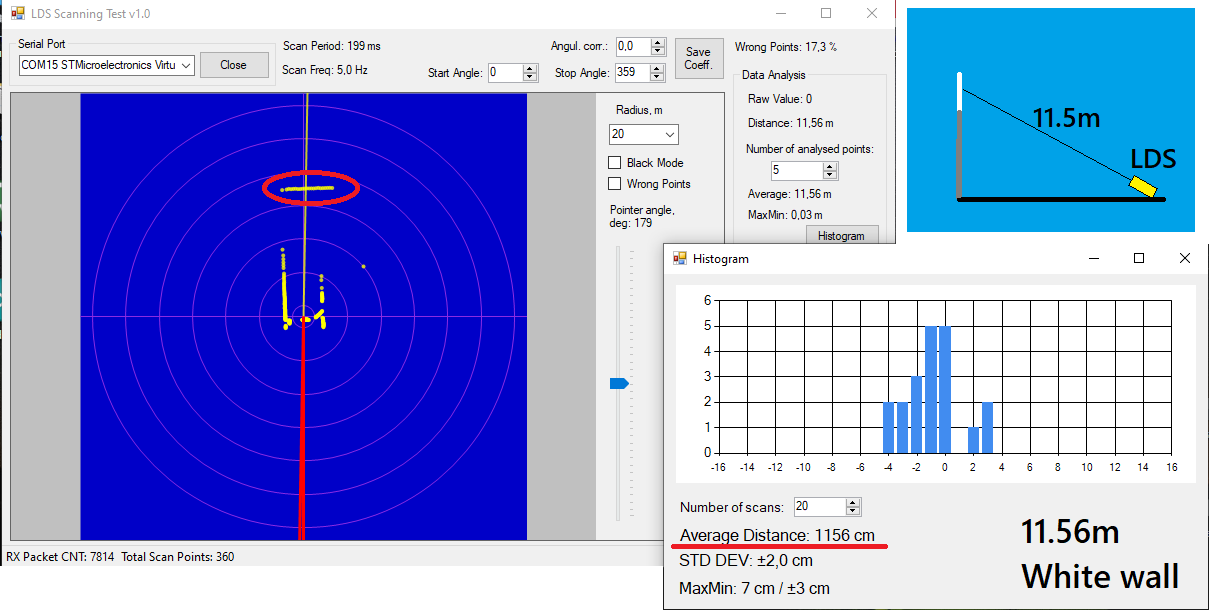 LDS Scanning Test v1.0
Serial Port
COM15 STMicroelectronics Virtu
Close
Scan Period: 199 ms
Scan Freq: 5,0 Hz
Angul. corr.: 0,0
Start Angle: 0
Stop Angle: 359
Save
Coeff.
Wrong Points: 17,3 %
Data Analysis
Raw Value: 0
Distance: 11,56 m
Number of analysed points:
5
Average: 11,56 m
MaxMin: 0,03 m
Histogram
Radius, m
20
Black Mode
Wrong Points
Pointer angle,
deg: 179
RX Packet CNT: 7814 Total Scan Points: 360
11.5m
LDS
Histogram
6
5
4
3
2
1
0
-16 -14 -12 -10 -8 -6 -4 -2 0 2 4 6 8 10 12 14 16
Number of scans: 20
Average Distance: 1156 cm
STD DEV: ±2,0 cm
MaxMin: 7 cm / ±3 cm
11.56m
White wall